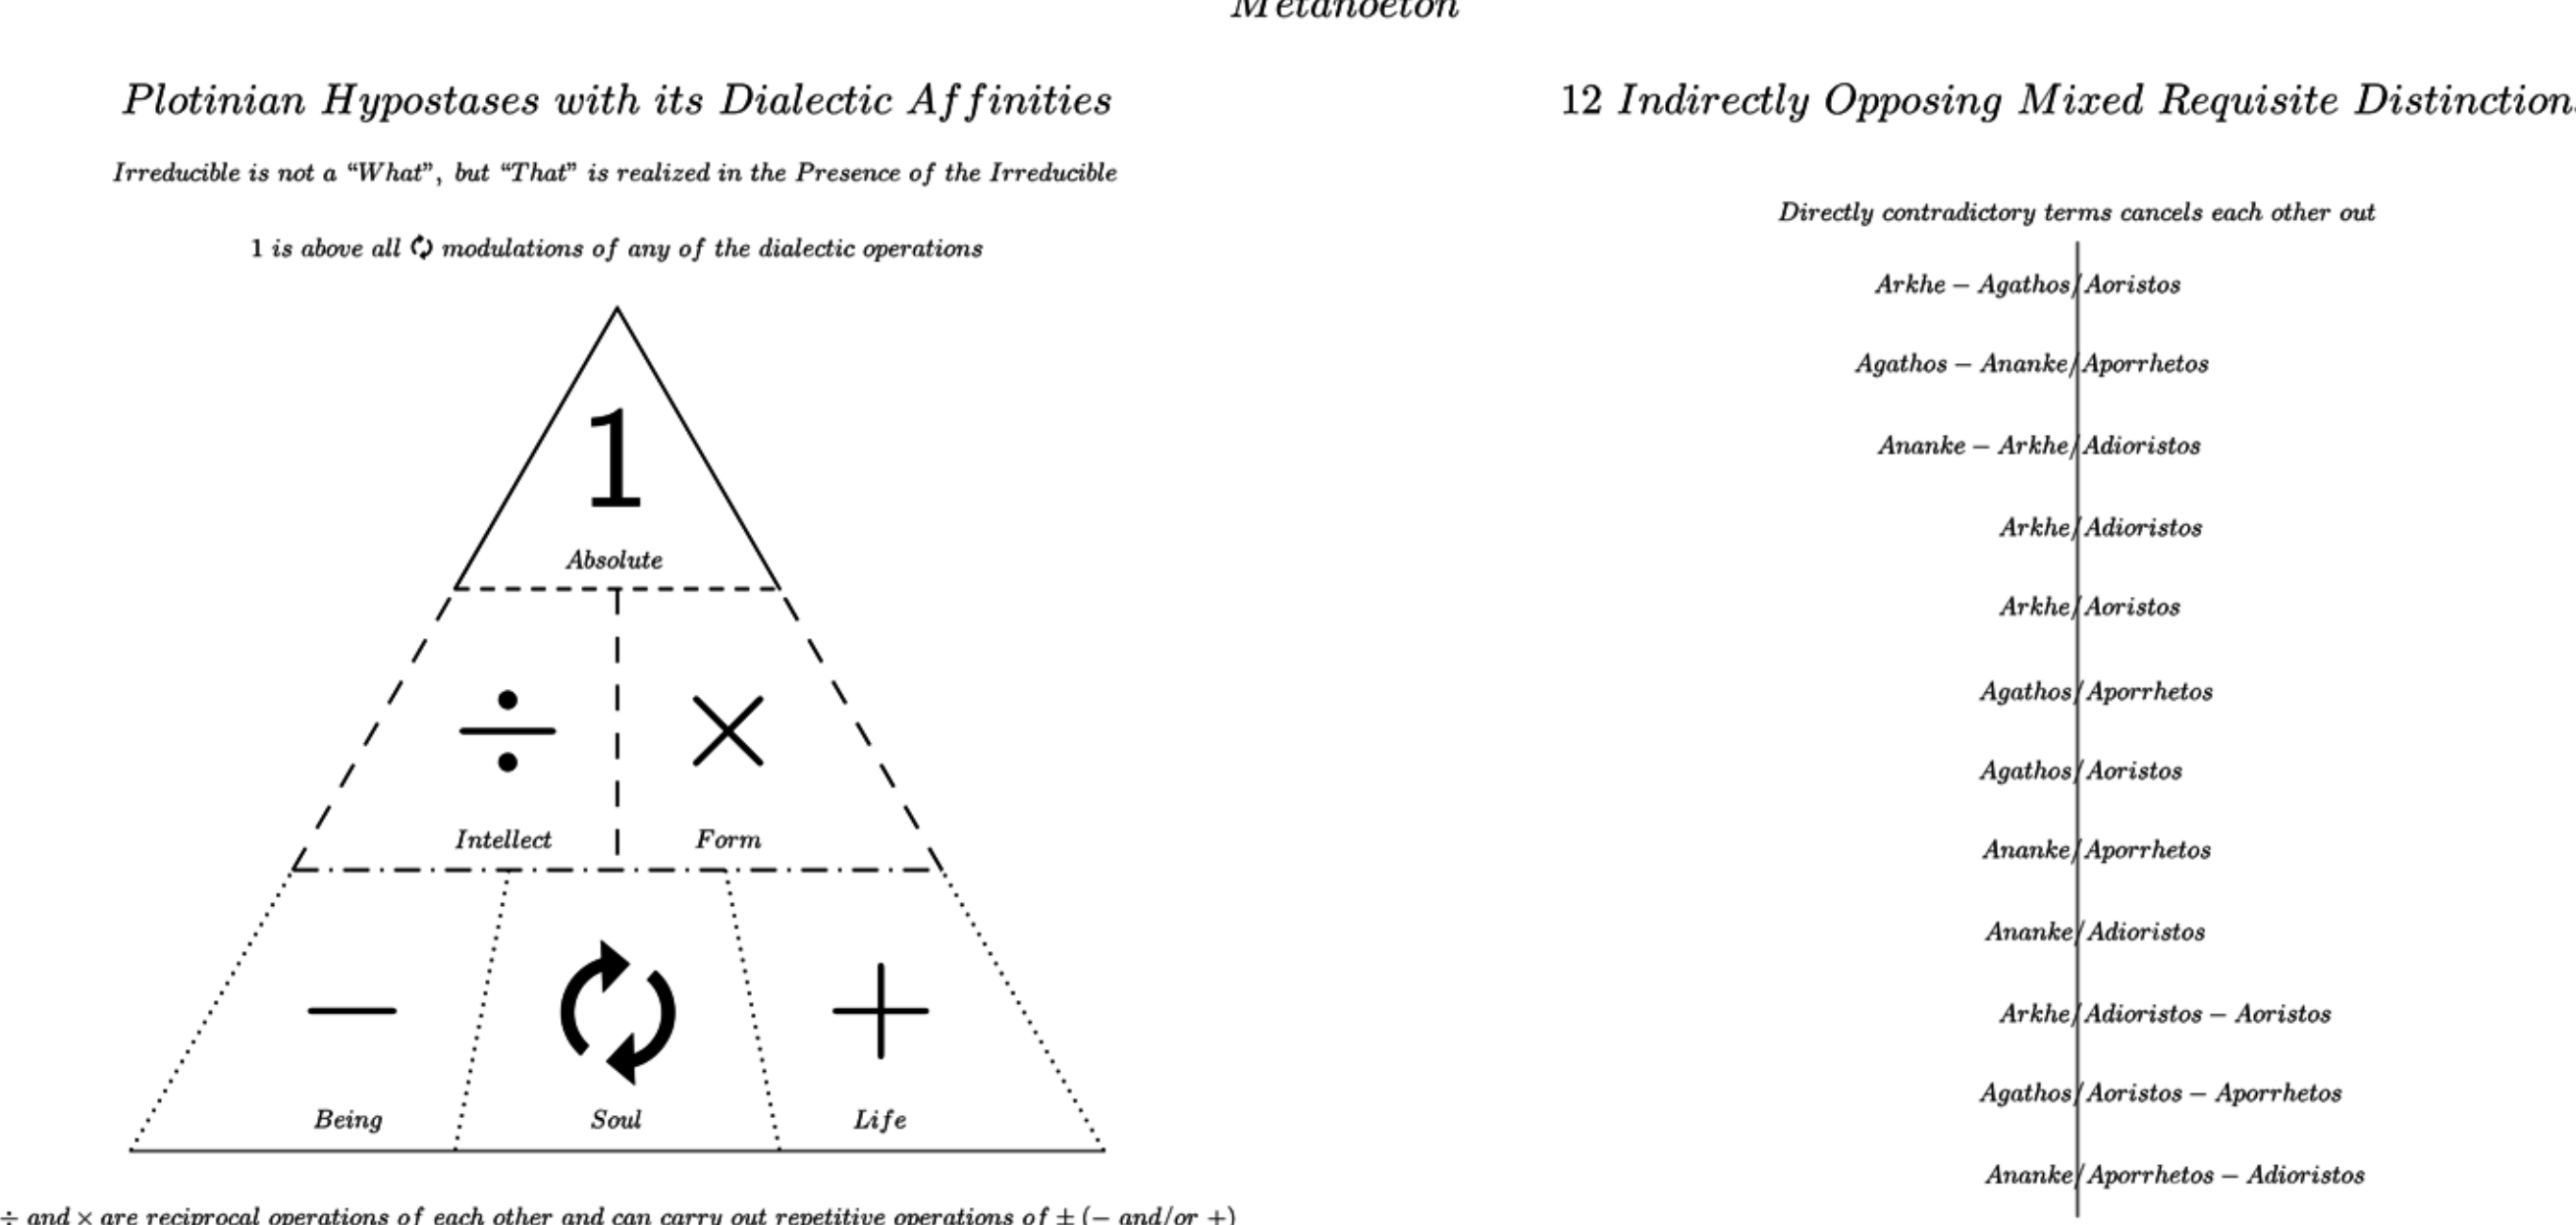 Metanoeton
Plotinian Hypostases with its Dialectic Affinities
Irreducible is not a “What”, but “That” is realized in the Presence of the Irreducible
1 is above all 🗘 modulations of any of the dialectic operations
1
Absolute
÷ ×
Intellect Form
− 🗘 +
Being Soul Life
÷ and × are reciprocal operations of each other and can carry out repetitive operations of ± (− and/or +)
12 Indirectly Opposing Mixed Requisite Distinction
Directly contradictory terms cancels each other out
Arkhe − Agathos/Aoristos
Agathos − Ananke/Aporrhetos
Ananke − Arkhe/Adioristos
Arkhe/Adioristos
Arkhe/Aoristos
Agathos/Aporrhetos
Agathos/Aoristos
Ananke/Aporrhetos
Ananke/Adioristos
Arkhe/Adioristos − Aoristos
Agathos/Aoristos − Aporrhetos
Ananke/Aporrhetos − Adioristos